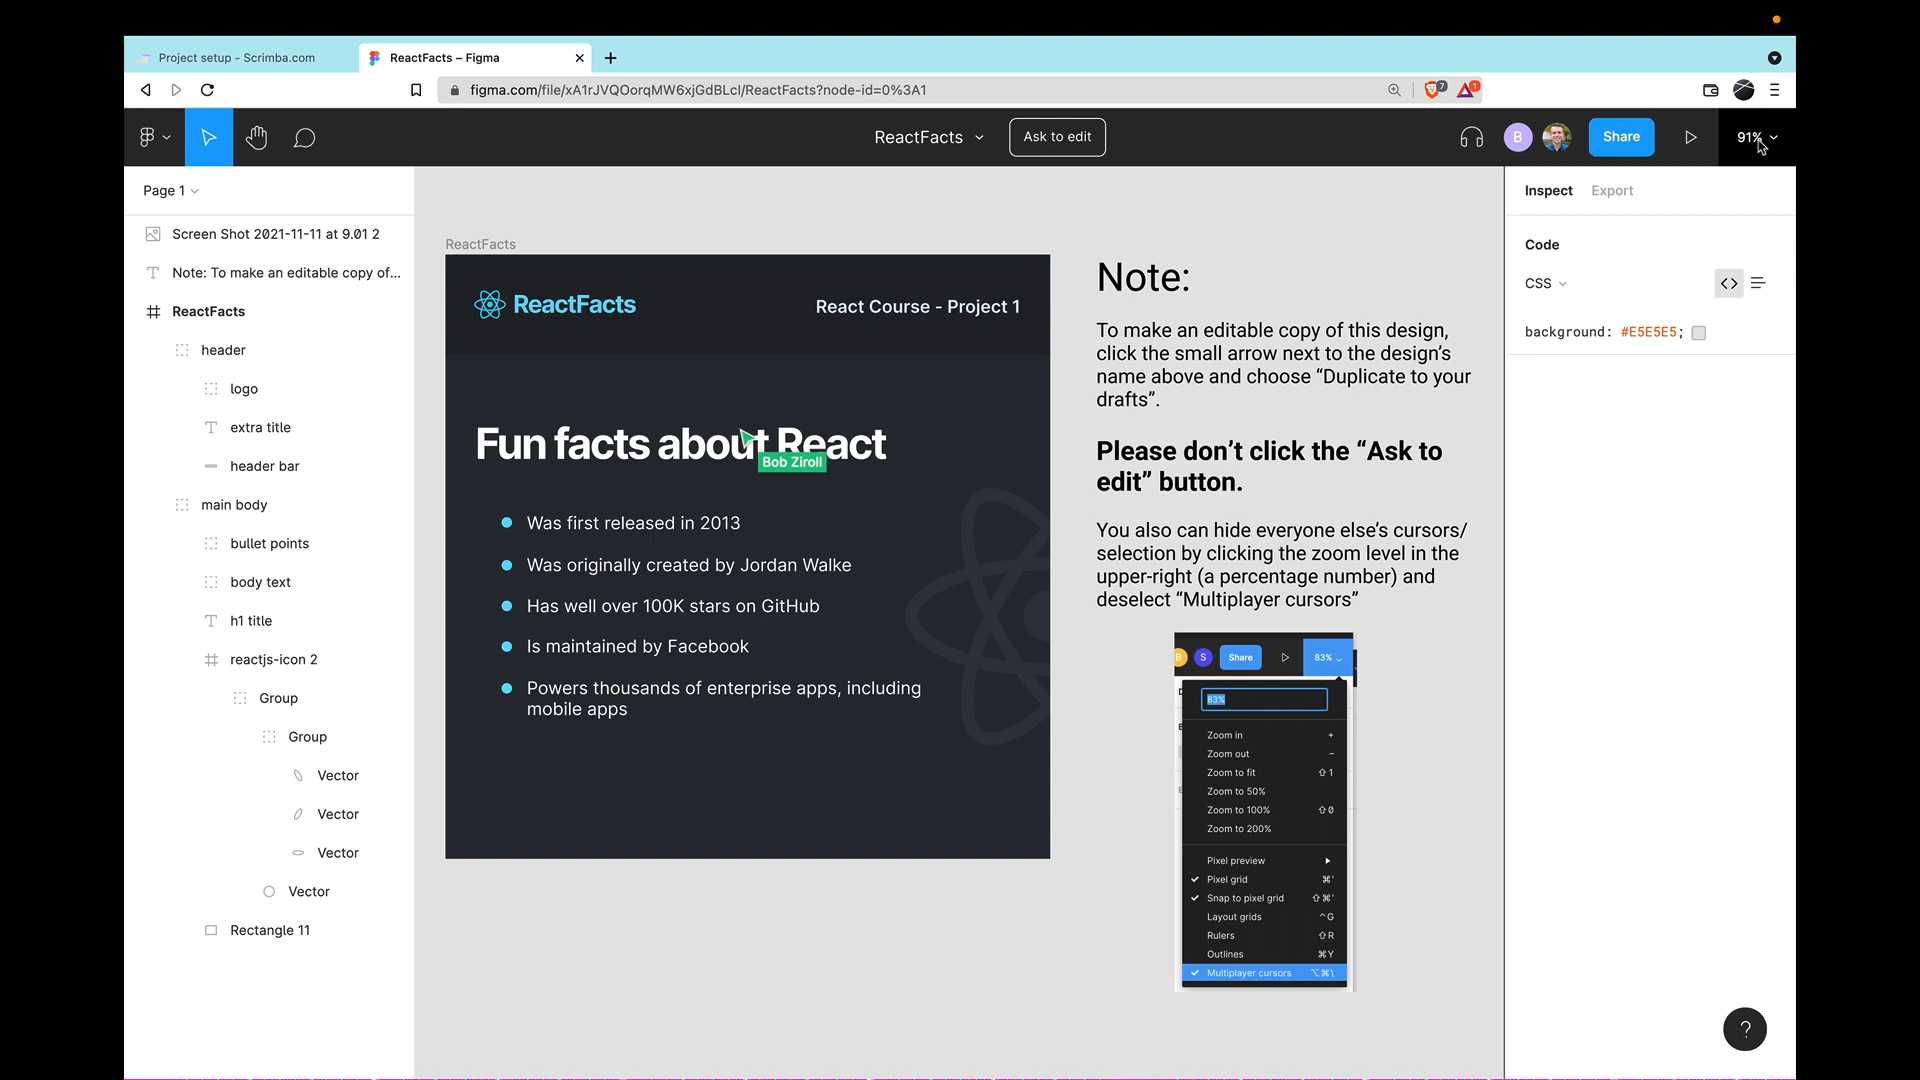 Project setup - Scrimba.com
ReactFacts – Figma
figma.com/file/xA1rJVQOorqMW6xjGdBLcI/ReactFacts?node-id=0%3A1
7
1
ReactFacts
Ask to edit
B
Share
91%
Page 1
Screen Shot 2021-11-11 at 9.01 2
Note: To make an editable copy of...
ReactFacts
header
logo
extra title
header bar
main body
bullet points
body text
h1 title
reactjs-icon 2
Group
Group
Vector
Vector
Vector
Vector
Rectangle 11
ReactFacts
ReactFacts
React Course - Project 1
Fun facts about React
Bob Ziroll
Was first released in 2013
Was originally created by Jordan Walke
Has well over 100K stars on GitHub
Is maintained by Facebook
Powers thousands of enterprise apps, including
mobile apps
Note:
To make an editable copy of this design,
click the small arrow next to the design’s
name above and choose “Duplicate to your
drafts”.
Please don’t click the “Ask to
edit” button.
You also can hide everyone else’s cursors/
selection by clicking the zoom level in the
upper-right (a percentage number) and
deselect “Multiplayer cursors”
B
S
Share
83%
83%
Zoom in +
Zoom out –
Zoom to fit ⇧1
Zoom to 50%
Zoom to 100% ⇧0
Zoom to 200%
Pixel preview
Pixel grid ⌘'
Snap to pixel grid ⇧⌘'
Layout grids ^G
Rulers ⇧R
Outlines ⌘Y
Multiplayer cursors ⌥⌘\
Inspect
Export
Code
CSS
background: #E5E5E5;
?